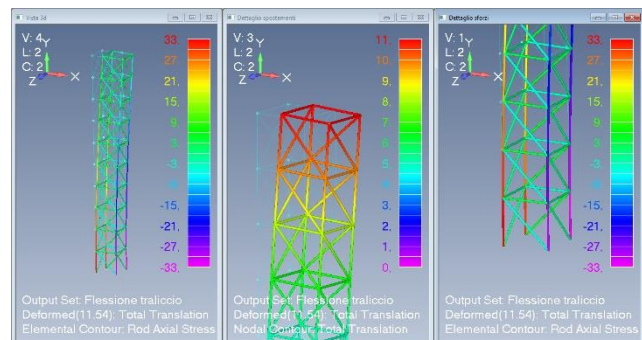 Vista 3d
V: 4
L: 2
C: 2
Y
X
Z
33.
27
21.
15.
9.
3.
-3.
-9.
-15.
-21.
-27.
-33.
Output Set: Flessione traliccio
Deformed(11.54): Total Translation
Elemental Contour: Rod Axial Stress
Dettaglio spostamenti
V: 3
L: 2
C: 2
Y
X
Z
11.
10
9.
8.
7.
6.
5.
4.
3.
2.
1.
0.
Output Set: Flessione traliccio
Deformed(11.54): Total Translation
Nodal Contour: Total Translation
Dettaglio sforzi
V: 1
L: 2
C: 2
Y
X
Z
33.
27
21.
15.
9.
3.
-3.
-9.
-15.
-21.
-27.
-33.
Output Set: Flessione traliccio
Deformed(11.54): Total Translation
Elemental Contour: Rod Axial Stress